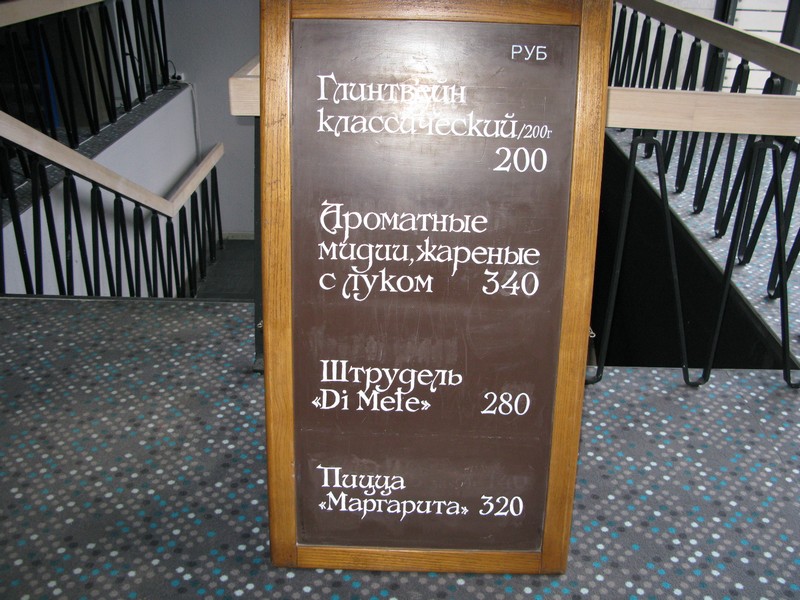 РУБ
Глинтвейн
классический/200г
200
Ароматные
мидии, жареные
с луком 340
Штрудель
«Di Mele» 280
Пицца
«Маргарита» 320